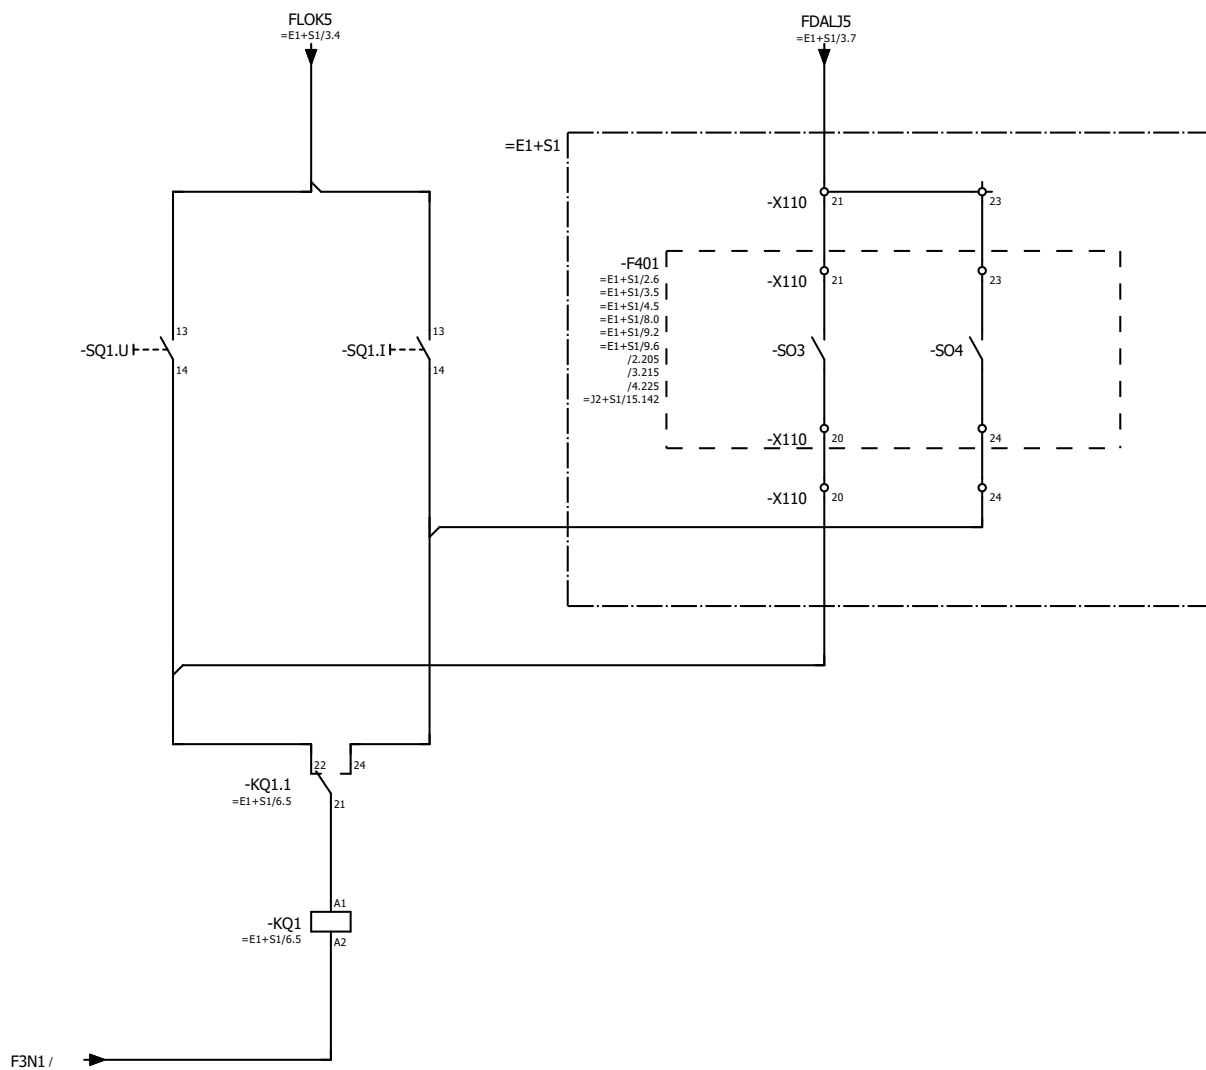 FLOK5
=E1+S1/3.4
FDALJ5
=E1+S1/3.7
=E1+S1
-X110
21
23
-F401
=E1+S1/2.6
=E1+S1/3.5
=E1+S1/4.5
=E1+S1/8.0
=E1+S1/9.2
=E1+S1/9.6
/2.205
/3.215
/4.225
=J2+S1/15.142
-X110
21
23
-SQ1.U
13
14
-SQ1.I
13
14
-SO3
-SO4
-X110
20
24
-X110
20
24
-KQ1.1
=E1+S1/6.5
22
24
21
-KQ1
=E1+S1/6.5
A1
A2
F3N1 /